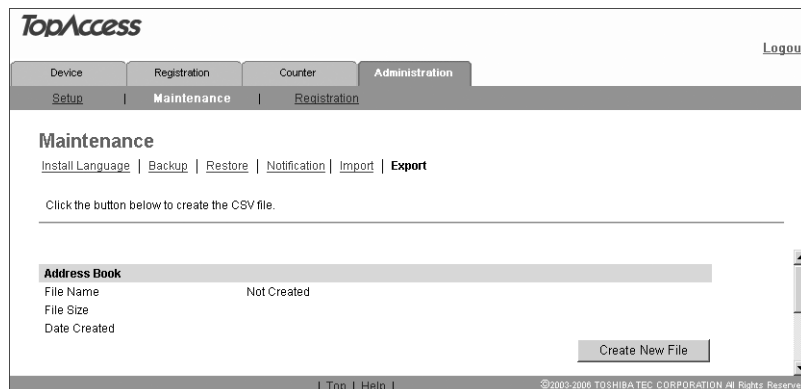 TopAccess
Logou
Device Registration Counter Administration
Setup | Maintenance | Registration
Maintenance
Install Language | Backup | Restore | Notification | Import | Export
Click the button below to create the CSV file.
Address Book
File Name Not Created
File Size
Date Created
Create New File
| Top | Help | ©2003-2006 TOSHIBA TEC CORPORATION All Rights Reserve